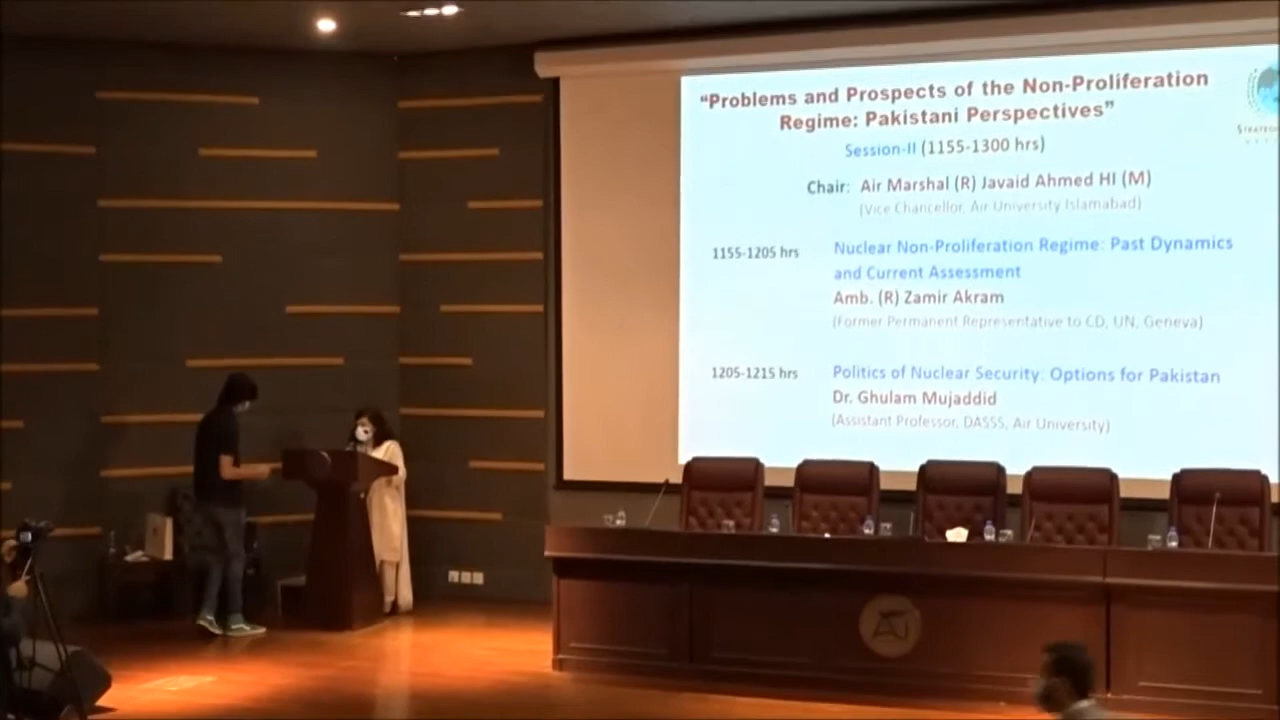 “Problems and Prospects of the Non-Proliferation
Regime: Pakistani Perspectives”
Session-II (1155-1300 hrs)
Chair: Air Marshal (R) Javaid Ahmed HI (M)
(Vice Chancellor, Air University Islamabad)
1155-1205 hrs
Nuclear Non-Proliferation Regime: Past Dynamics
and Current Assessment
Amb. (R) Zamir Akram
(Former Permanent Representative to CD, UN, Geneva)
1205-1215 hrs
Politics of Nuclear Security: Options for Pakistan
Dr. Ghulam Mujaddid
(Assistant Professor, DASSS, Air University)